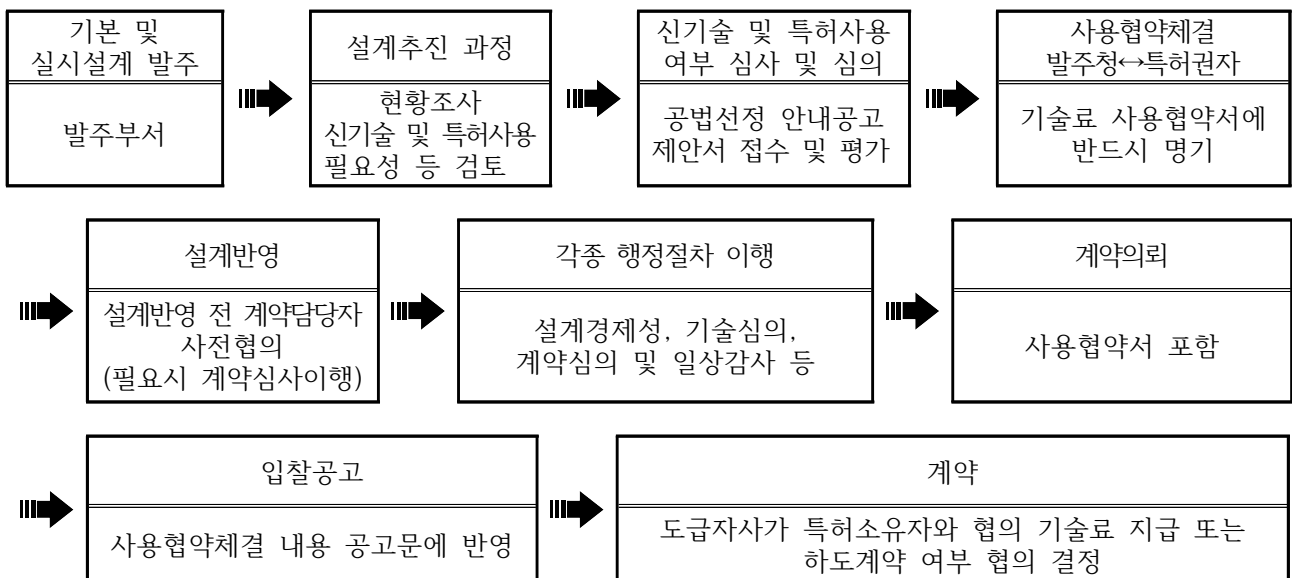 기본 및
실시설계 발주
발주부서
설계추진 과정
현황조사
신기술 및 특허사용
필요성 등 검토
신기술 및 특허사용
여부 심사 및 심의
공법선정 안내공고
제안서 접수 및 평가
사용협약체결
발주청↔특허권자
기술료 사용협약서에
반드시 명기
설계반영
설계반영 전 계약담당자
사전협의
(필요시 계약심사이행)
각종 행정절차 이행
설계경제성, 기술심의,
계약심의 및 일상감사 등
계약의뢰
사용협약서 포함
입찰공고
사용협약체결 내용 공고문에 반영
계약
도급자사가 특허소유자와 협의 기술료 지급 또는
하도계약 여부 협의 결정